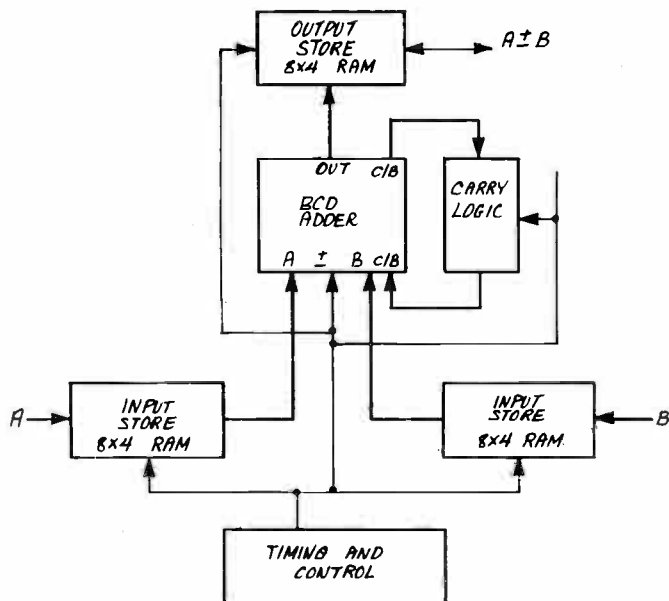 OUTPUT
STORE
8X4 RAM
A±B
OUT C/B
BCD
ADDER
A ± B C/B
CARRY
LOGIC
A
INPUT
STORE
8X4 RAM
INPUT
STORE
8X4 RAM
B
TIMING AND
CONTROL